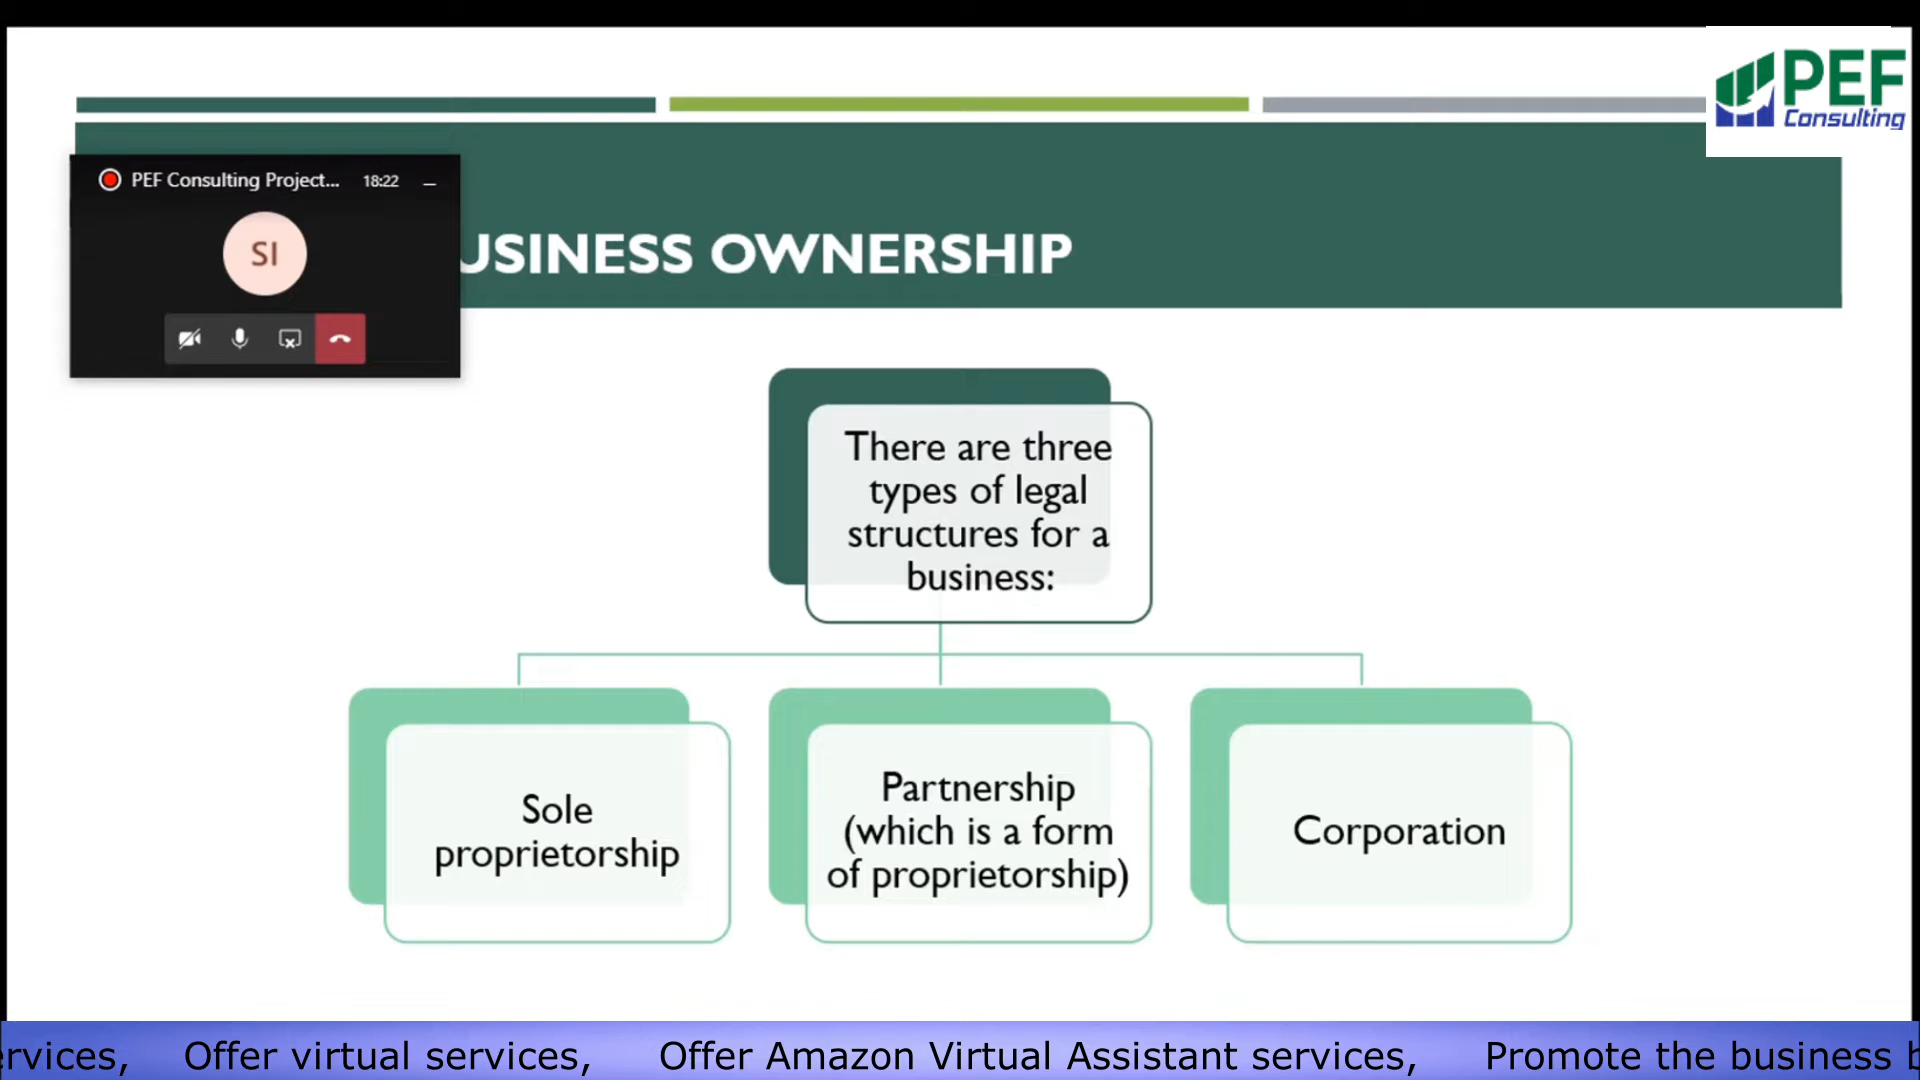 PEF
Consulting
PEF Consulting Project... 18:22
SI
USINESS OWNERSHIP
There are three
types of legal
structures for a
business:
Sole
proprietorship
Partnership
(which is a form
of proprietorship)
Corporation
ervices, Offer virtual services, Offer Amazon Virtual Assistant services, Promote the business b